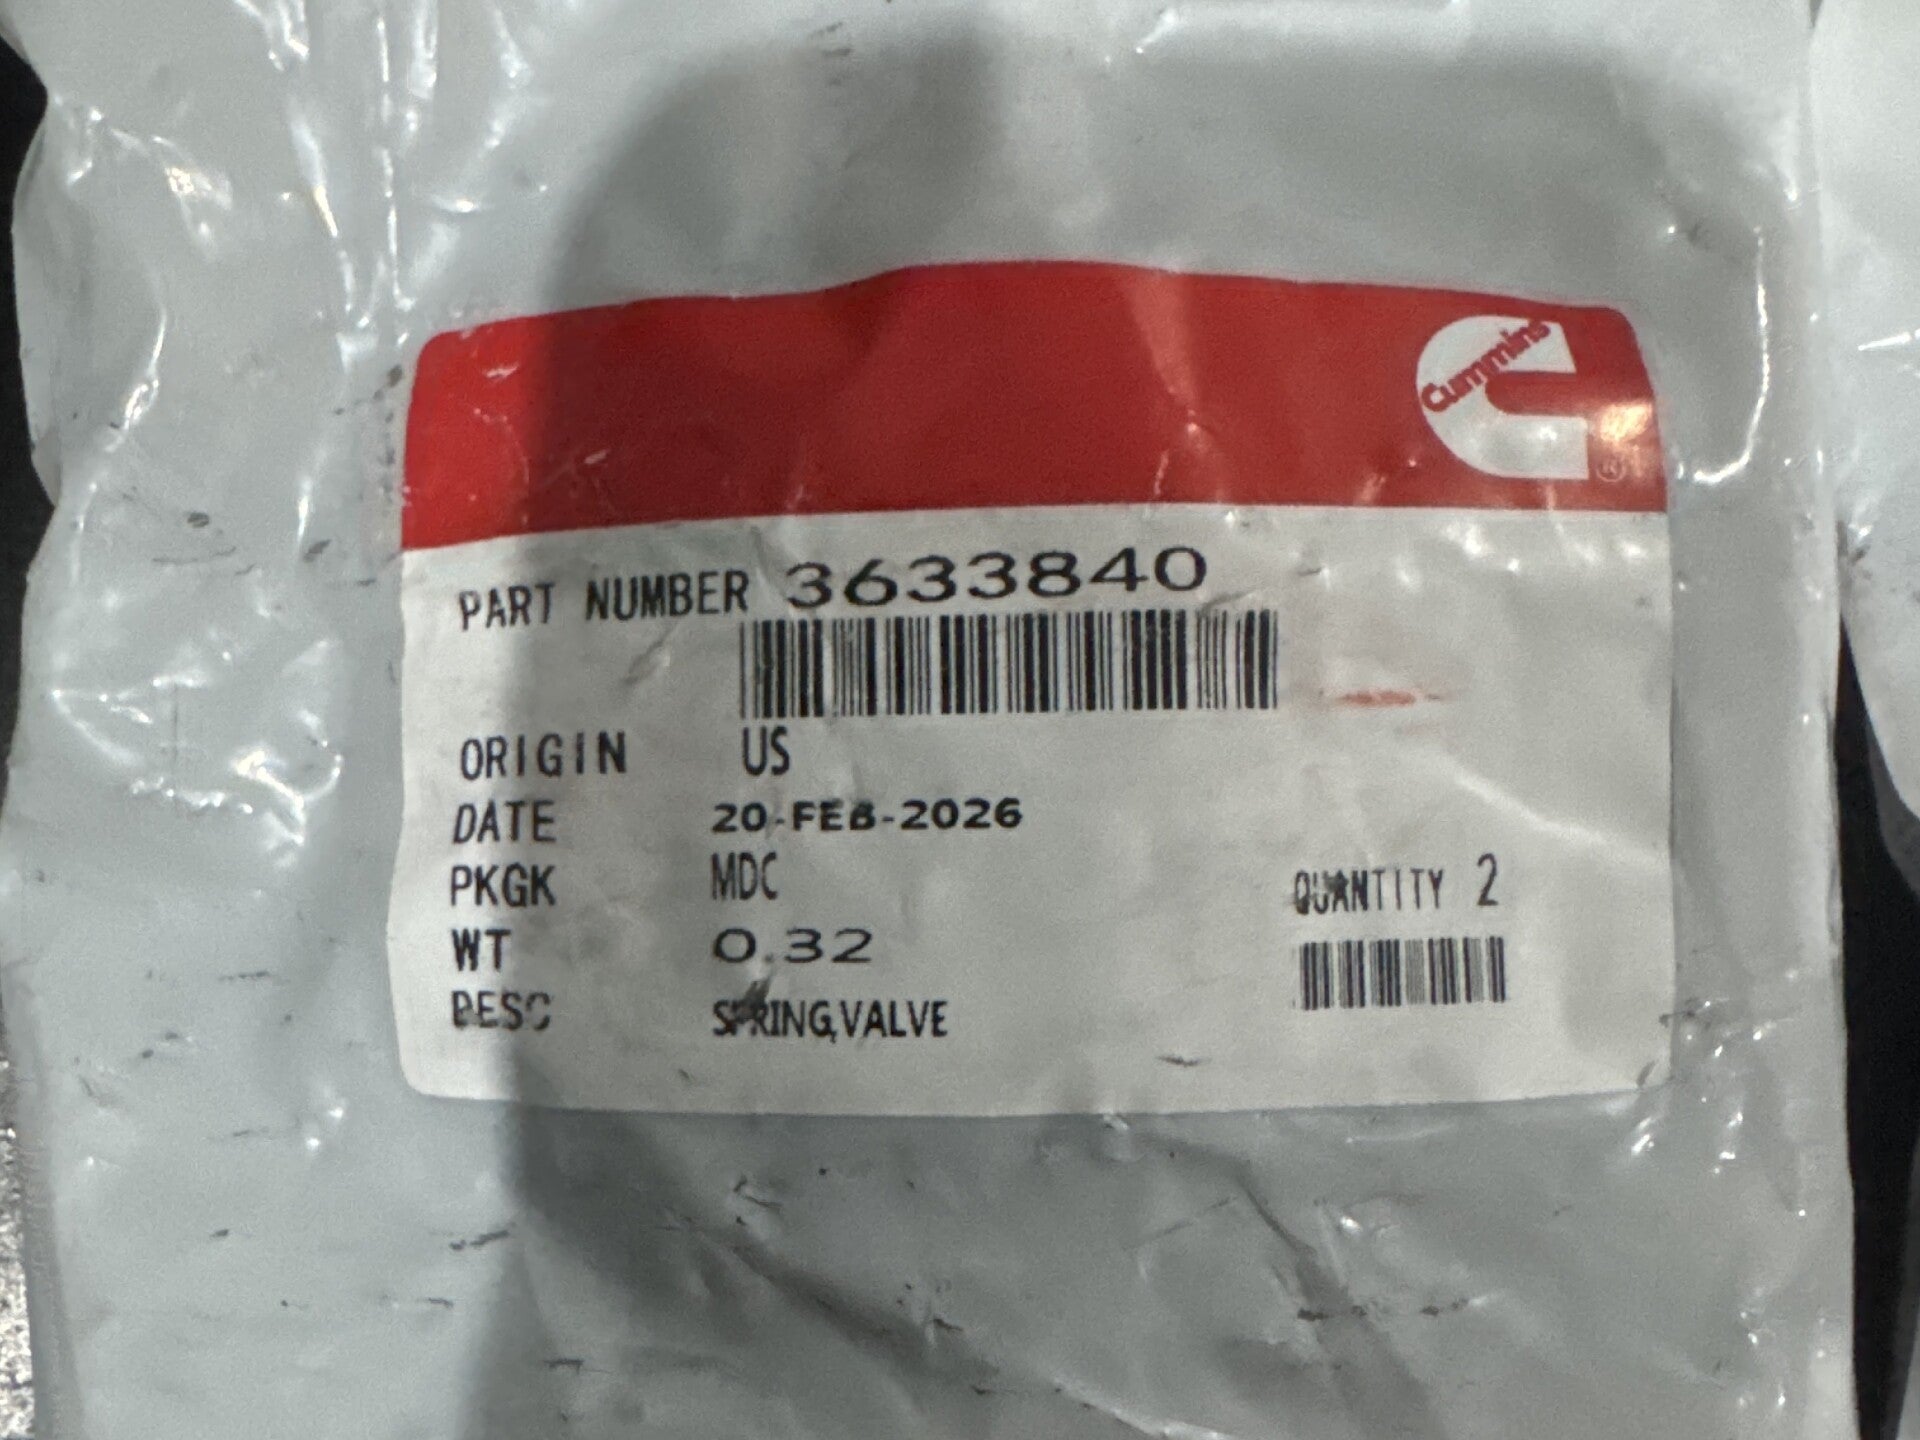 Cummins
®
PART NUMBER 3633840
ORIGIN US
DATE 20-FEB-2026
PKGK MDC
QUANTITY 2
WT 0.32
DESC SPRING,VALVE